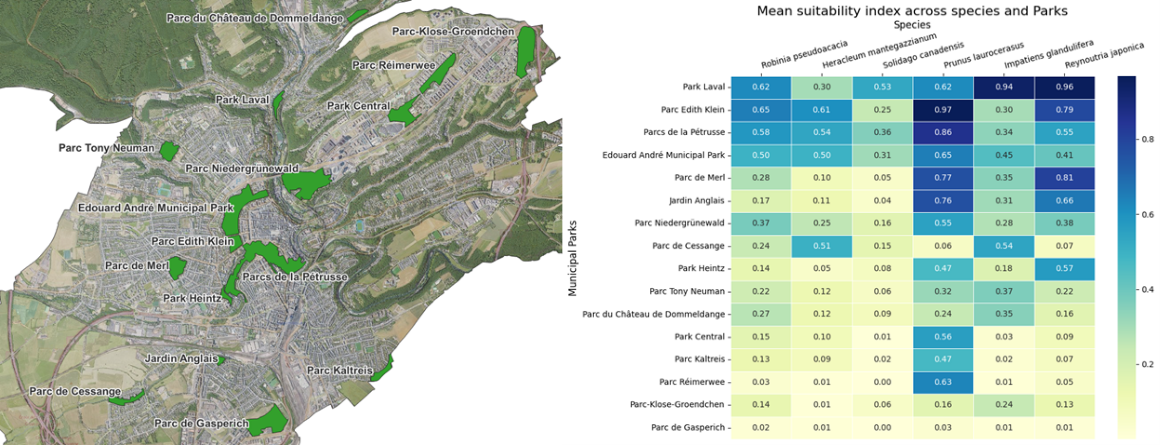 Parc du Château de Dommeldange
Parc-Klose-Groendchen
Parc Réimerwee
Park Laval
Park Central
Parc Tony Neuman
Parc Niedergrünewald
Edouard André Municipal Park
Parc Edith Klein
Parc de Merl
Parcs de la Pétrusse
Park Heintz
Jardin Anglais
Parc Kaltreis
Parc de Cessange
Parc de Gasperich
Mean suitability index across species and Parks
Species
Robinia pseudoacacia
Heracleum mantegazzianum
Solidago canadensis
Prunus laurocerasus
Impatiens glandulifera
Reynoutria japonica
Municipal Parks
Park Laval 0.62 0.30 0.53 0.62 0.94 0.96
Parc Edith Klein 0.65 0.61 0.25 0.97 0.30 0.79
Parcs de la Pétrusse 0.58 0.54 0.36 0.86 0.34 0.55
Edouard André Municipal Park 0.50 0.50 0.31 0.65 0.45 0.41
Parc de Merl 0.28 0.10 0.05 0.77 0.35 0.81
Jardin Anglais 0.17 0.11 0.04 0.76 0.31 0.66
Parc Niedergrünewald 0.37 0.25 0.16 0.55 0.28 0.38
Parc de Cessange 0.24 0.51 0.15 0.06 0.54 0.07
Park Heintz 0.14 0.05 0.08 0.47 0.18 0.57
Parc Tony Neuman 0.22 0.12 0.06 0.32 0.37 0.22
Parc du Château de Dommeldange 0.27 0.12 0.09 0.24 0.35 0.16
Park Central 0.15 0.10 0.01 0.56 0.03 0.09
Parc Kaltreis 0.13 0.09 0.02 0.47 0.02 0.07
Parc Réimerwee 0.03 0.01 0.00 0.63 0.01 0.05
Parc-Klose-Groendchen 0.14 0.01 0.06 0.16 0.24 0.13
Parc de Gasperich 0.02 0.01 0.00 0.03 0.01 0.01
0.8
0.6
0.4
0.2